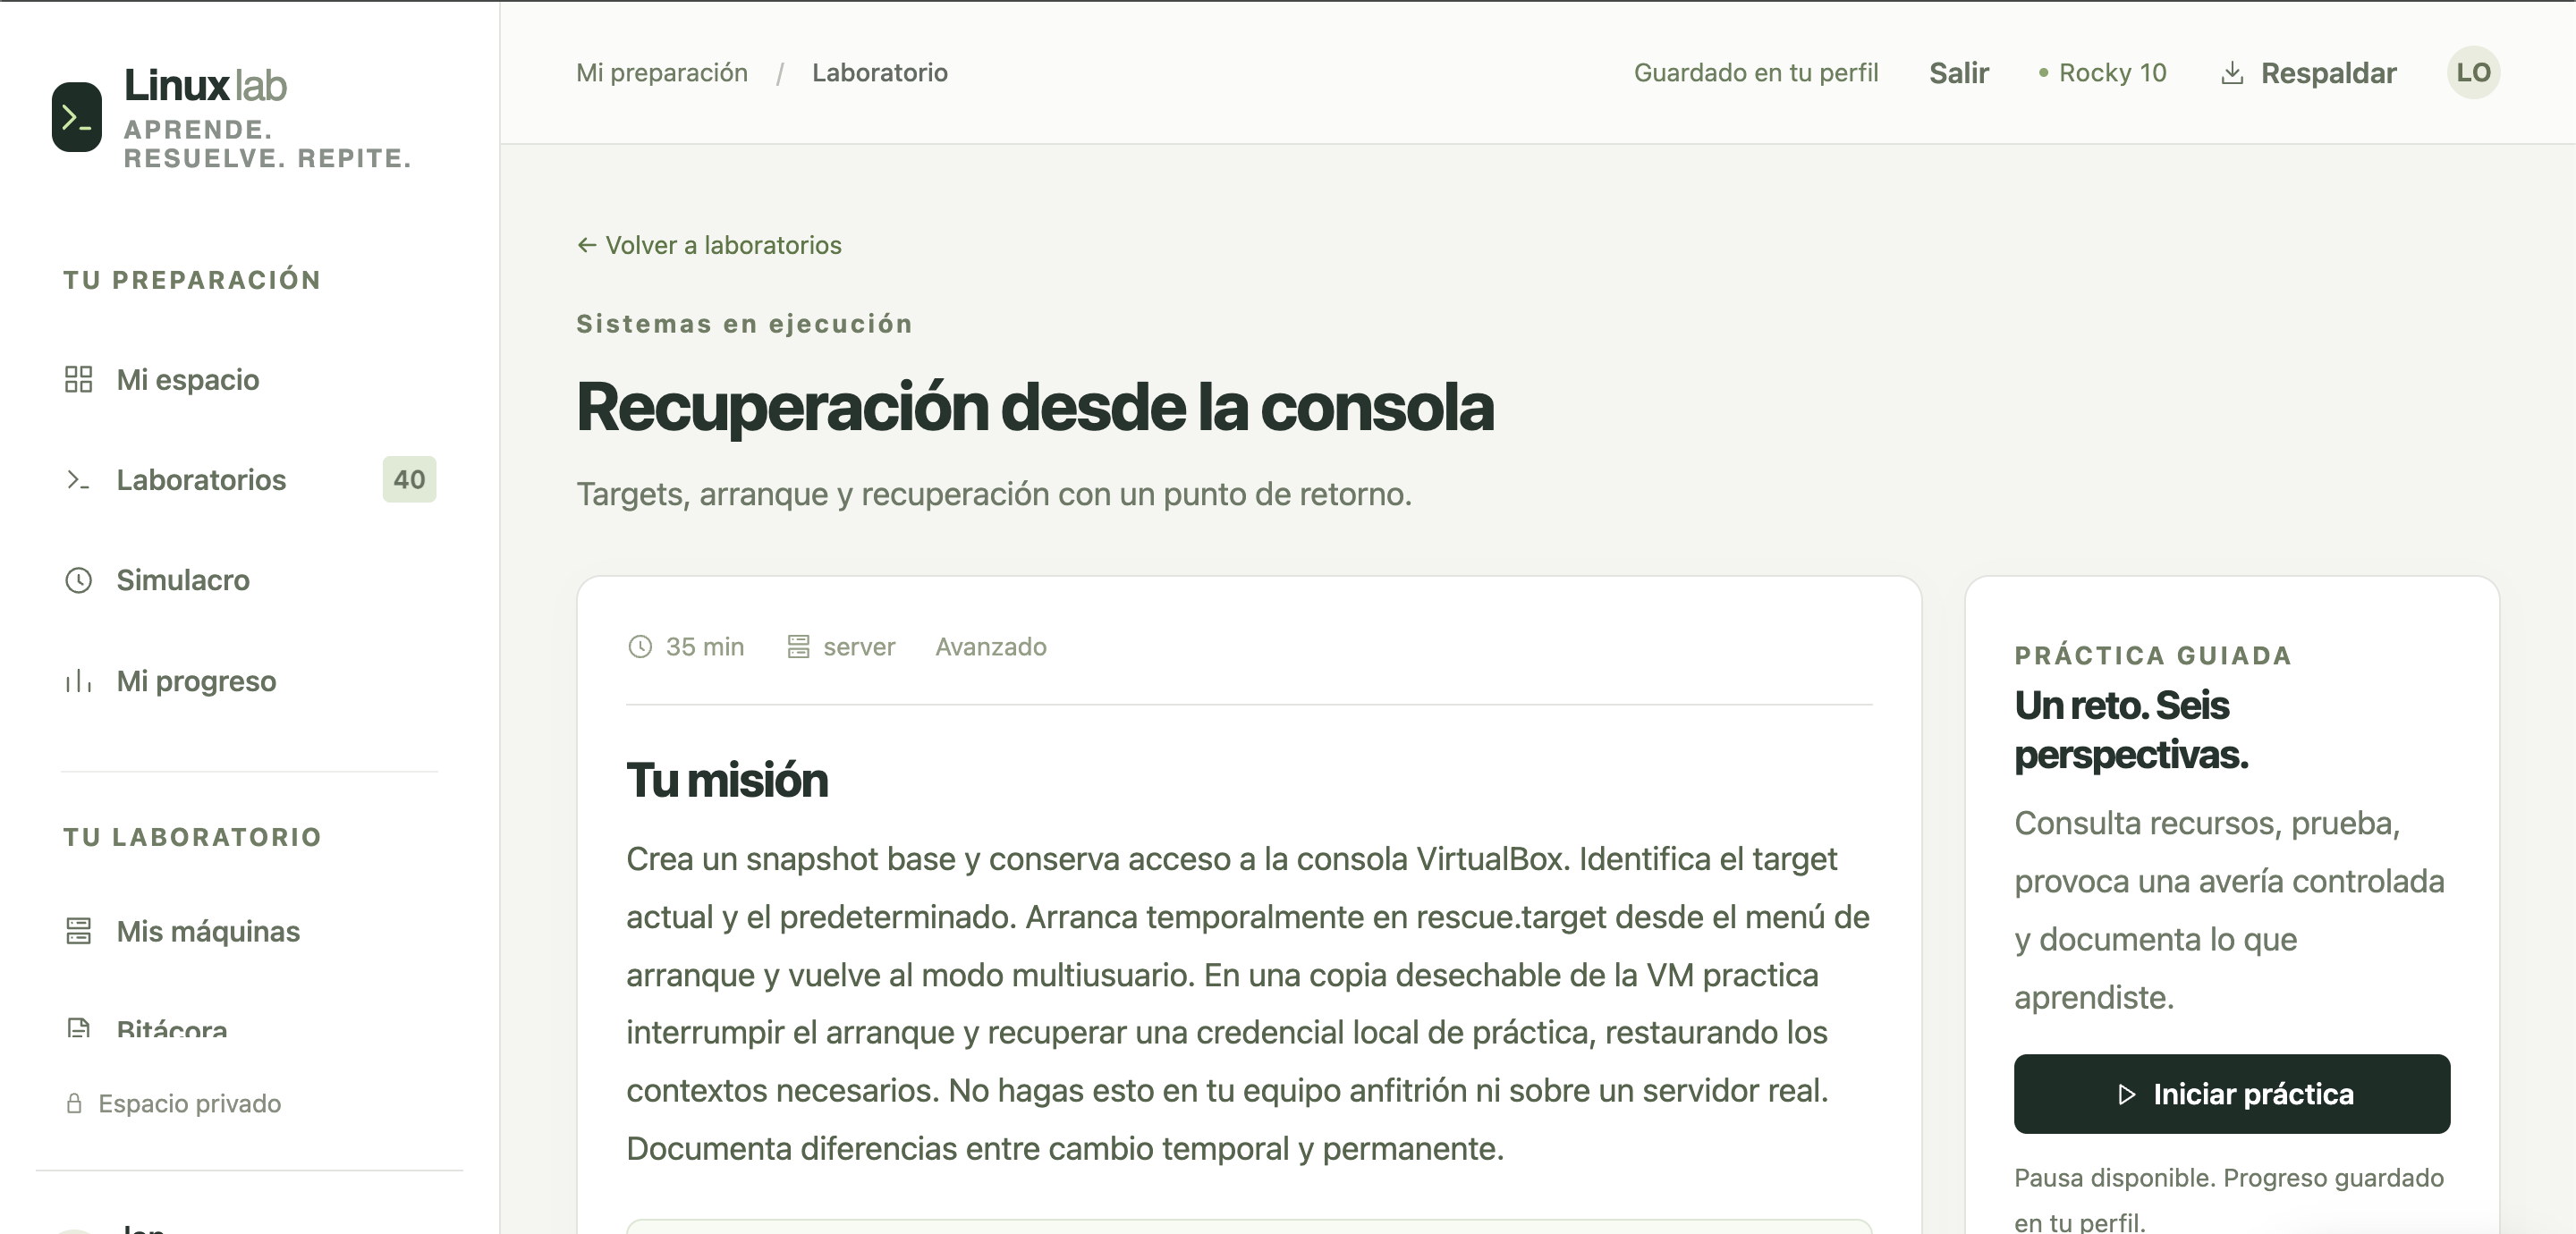 Linux lab
APRENDE.
RESUELVE. REPITE.
TU PREPARACIÓN
Mi espacio
Laboratorios 40
Simulacro
Mi progreso
TU LABORATORIO
Mis máquinas
Bitácora
Espacio privado
Mi preparación / Laboratorio
Guardado en tu perfil Salir • Rocky 10 Respaldar LO
← Volver a laboratorios
Sistemas en ejecución
Recuperación desde la consola
Targets, arranque y recuperación con un punto de retorno.
35 min server Avanzado
Tu misión
Crea un snapshot base y conserva acceso a la consola VirtualBox. Identifica el target
actual y el predeterminado. Arranca temporalmente en rescue.target desde el menú de
arranque y vuelve al modo multiusuario. En una copia desechable de la VM practica
interrumpir el arranque y recuperar una credencial local de práctica, restaurando los
contextos necesarios. No hagas esto en tu equipo anfitrión ni sobre un servidor real.
Documenta diferencias entre cambio temporal y permanente.
PRÁCTICA GUIADA
Un reto. Seis
perspectivas.
Consulta recursos, prueba,
provoca una avería controlada
y documenta lo que
aprendiste.
Iniciar práctica
Pausa disponible. Progreso guardado
en tu perfil.